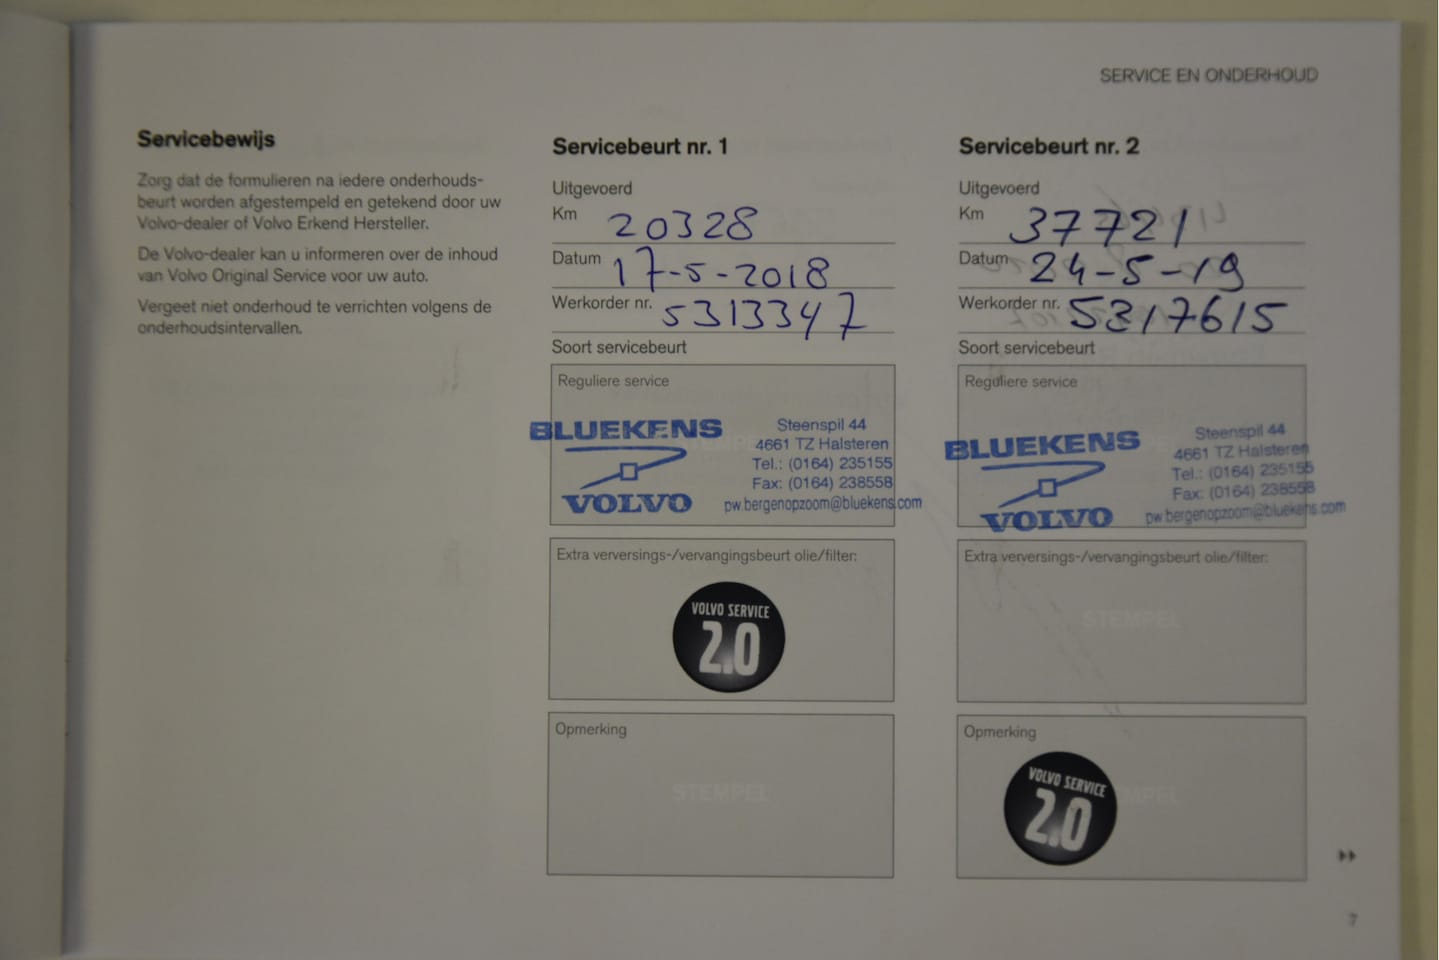 SERVICE EN ONDERHOUD
Servicebewijs
Zorg dat de formulieren na iedere onderhouds-
beurt worden afgestempeld en getekend door uw
Volvo-dealer of Volvo Erkend Hersteller.
De Volvo-dealer kan u informeren over de inhoud
van Volvo Original Service voor uw auto.
Vergeet niet onderhoud te verrichten volgens de
onderhoudsintervallen.
Servicebeurt nr. 1
Uitgevoerd
Km 20328
Datum 17-5-2018
Werkorder nr. 5313347
Soort servicebeurt
Reguliere service
BLUEKENS
VOLVO
Steenspil 44
4661 TZ Halsteren
Tel.: (0164) 235155
Fax: (0164) 238558
pw.bergenopzoom@bluekens.com
Extra verversings-/vervangingsbeurt olie/filter:
VOLVO SERVICE
2.0
Opmerking
STEMPEL
Servicebeurt nr. 2
Uitgevoerd
Km 37721
Datum 24-5-19
Werkorder nr. 5317615
Soort servicebeurt
Reguliere service
BLUEKENS
VOLVO
Steenspil 44
4661 TZ Halsteren
Tel.: (0164) 235155
Fax: (0164) 238558
pw.bergenopzoom@bluekens.com
Extra verversings-/vervangingsbeurt olie/filter:
STEMPEL
Opmerking
VOLVO SERVICE
2.0
7